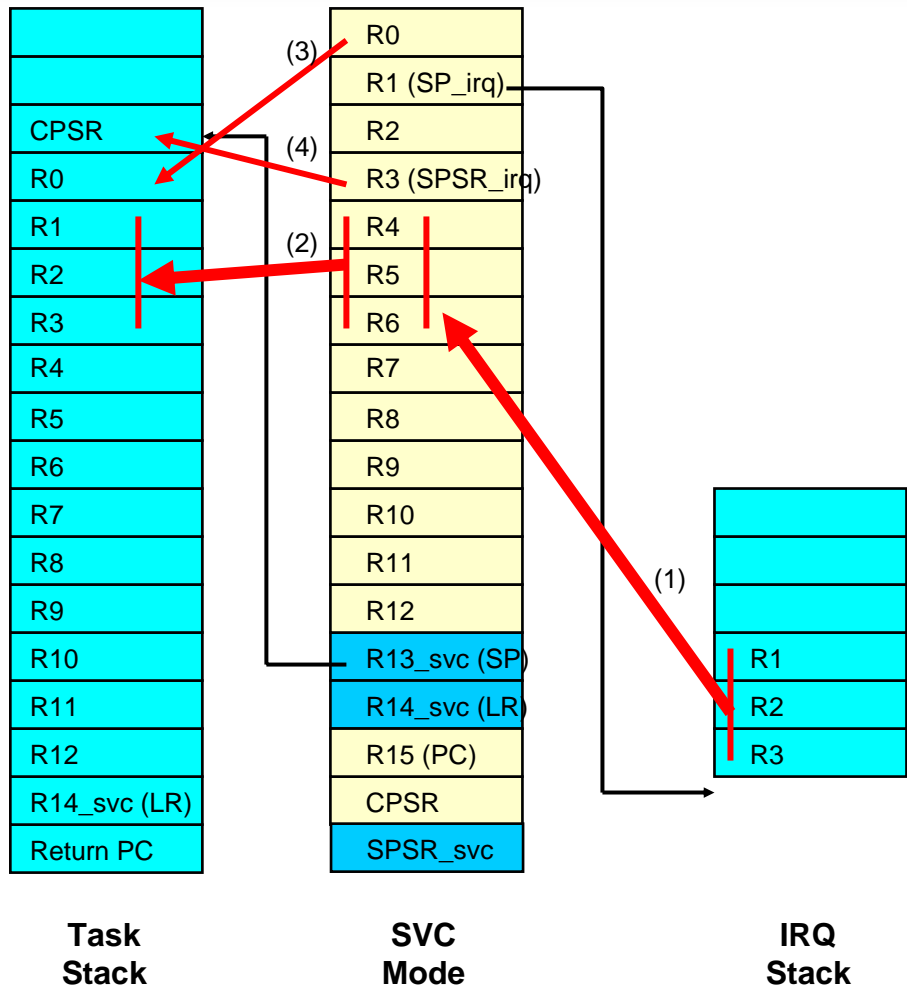 CPSR
R0
R1
R2
R3
R4
R5
R6
R7
R8
R9
R10
R11
R12
R14_svc (LR)
Return PC
Task
Stack
(3)
(4)
(2)
R0
R1 (SP_irq)
R2
R3 (SPSR_irq)
R4
R5
R6
R7
R8
R9
R10
R11
R12
R13_svc (SP)
R14_svc (LR)
R15 (PC)
CPSR
SPSR_svc
SVC
Mode
(1)
R1
R2
R3
IRQ
Stack